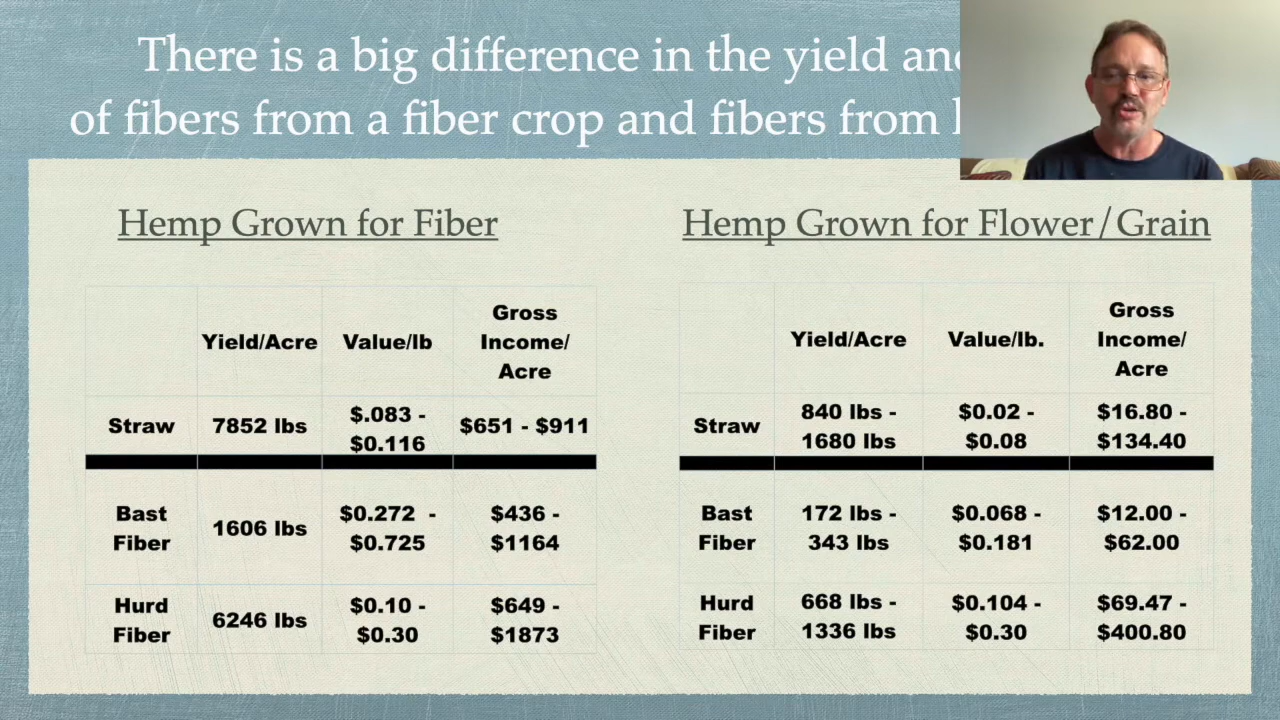 There is a big difference in the yield and
of fibers from a fiber crop and fibers from
Hemp Grown for Fiber
Yield/Acre Value/lb Gross Income/ Acre
Straw 7852 lbs $.083 - $0.116 $651 - $911
Bast Fiber 1606 lbs $0.272 - $0.725 $436 - $1164
Hurd Fiber 6246 lbs $0.10 - $0.30 $649 - $1873
Hemp Grown for Flower/Grain
Yield/Acre Value/lb. Gross Income/ Acre
Straw 840 lbs - 1680 lbs $0.02 - $0.08 $16.80 - $134.40
Bast Fiber 172 lbs - 343 lbs $0.068 - $0.181 $12.00 - $62.00
Hurd Fiber 668 lbs - 1336 lbs $0.104 - $0.30 $69.47 - $400.80